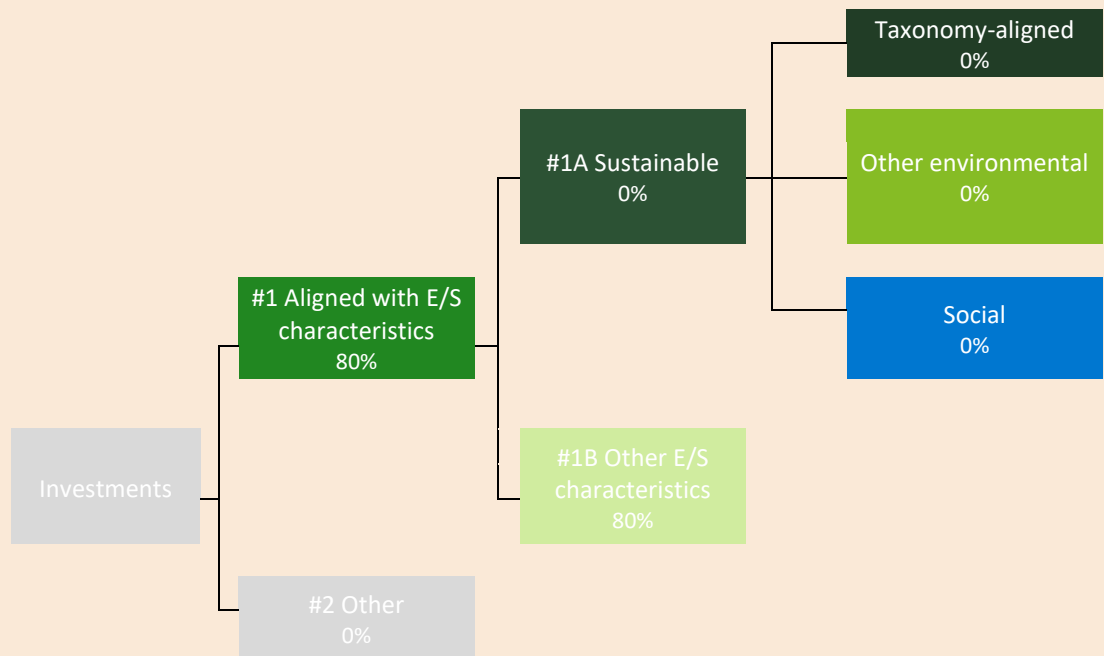 Taxonomy-aligned
0%
#1A Sustainable
0%
Other environmental
0%
#1 Aligned with E/S
characteristics
80%
Social
0%
Investments
#1B Other E/S
characteristics
80%
#2 Other
0%